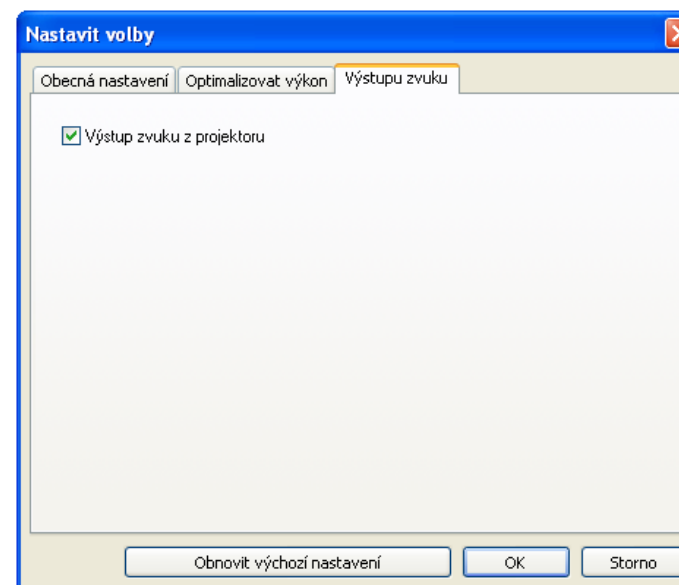 Nastavit volby
Obecná nastavení Optimalizovat výkon Výstupu zvuku
Výstup zvuku z projektoru
Obnovit výchozí nastavení OK Storno